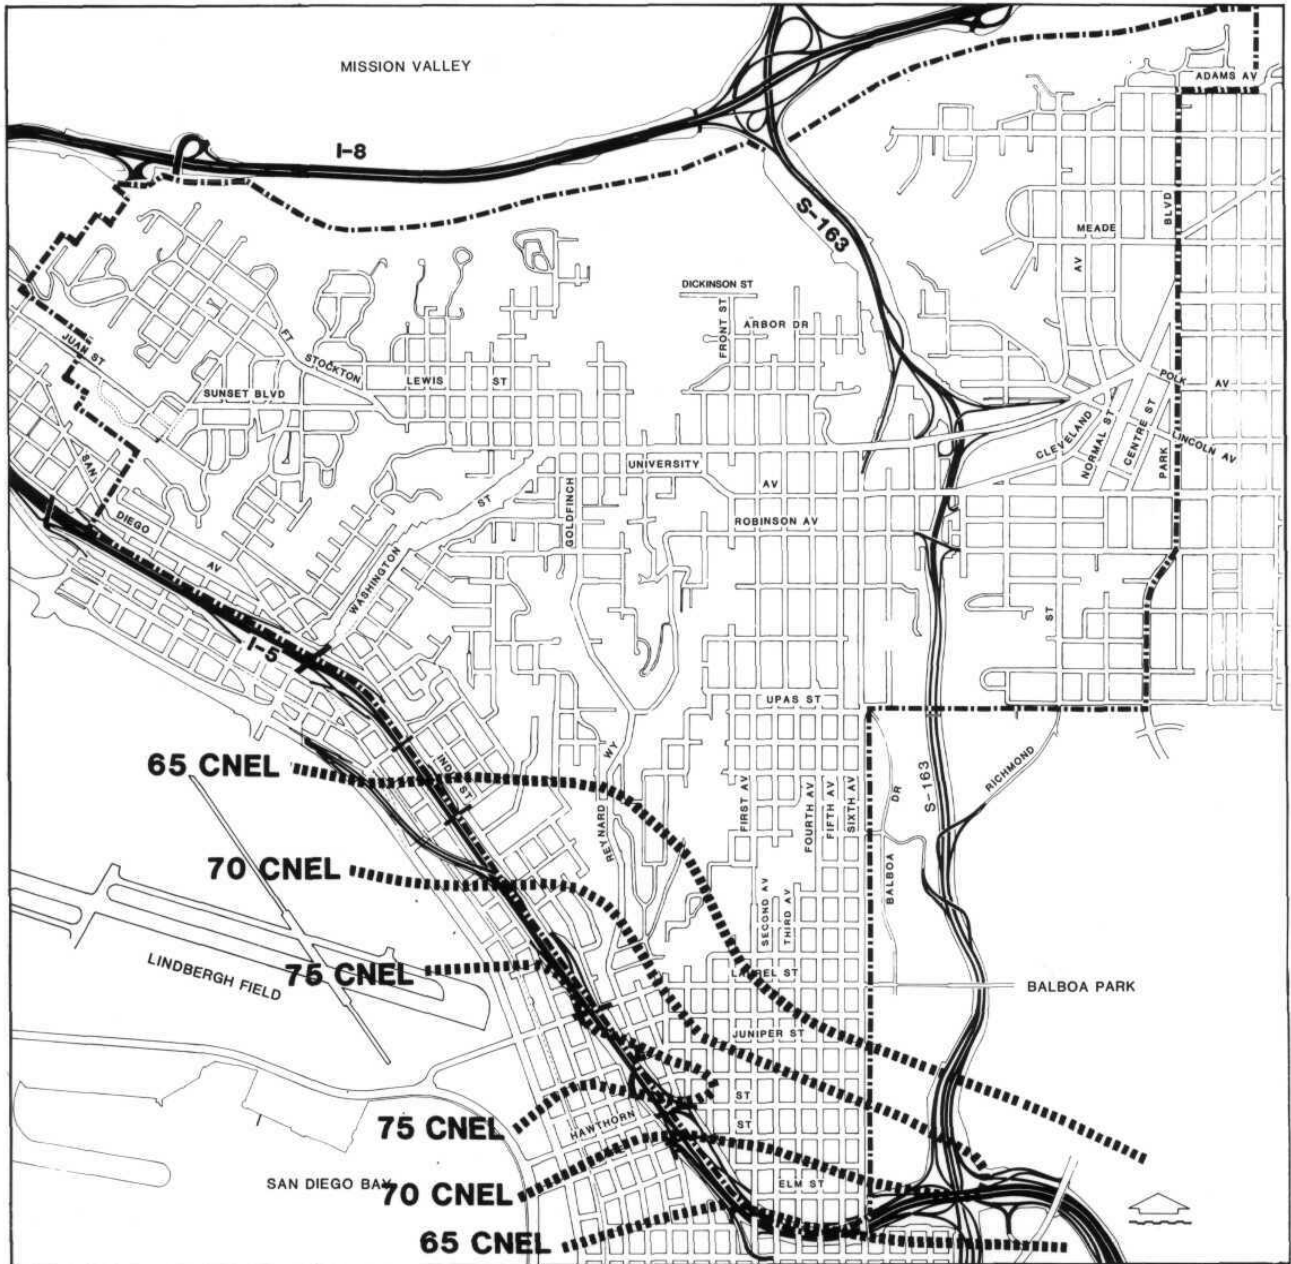 MISSION VALLEY
ADAMS AV
I-8
S-163
BLVD
MEADE
AV
DICKINSON ST
FRONT ST
ARBOR DR
JUAN ST
FT
STOCKTON
LEWIS ST
SUNSET BLVD
POLK AV
CLEVELAND
NORMAL ST
CENTRE ST
PARK
LINCOLN AV
SAN
DIEGO
AV
UNIVERSITY
AV
GOLDFINCH
ST
WASHINGTON
ROBINSON AV
ST
I-5
UPAS ST
65 CNEL
INDIA ST
REYNARD WY
FIRST AV
FOURTH AV
FIFTH AV
SIXTH AV
DR
BALBOA
S-163
RICHMOND
70 CNEL
SECOND AV
THIRD AV
LINDBERGH FIELD
75 CNEL
LAUREL ST
BALBOA PARK
JUNIPER ST
ST
75 CNEL
HAWTHORN
ST
SAN DIEGO BAY
70 CNEL
ELM ST
65 CNEL